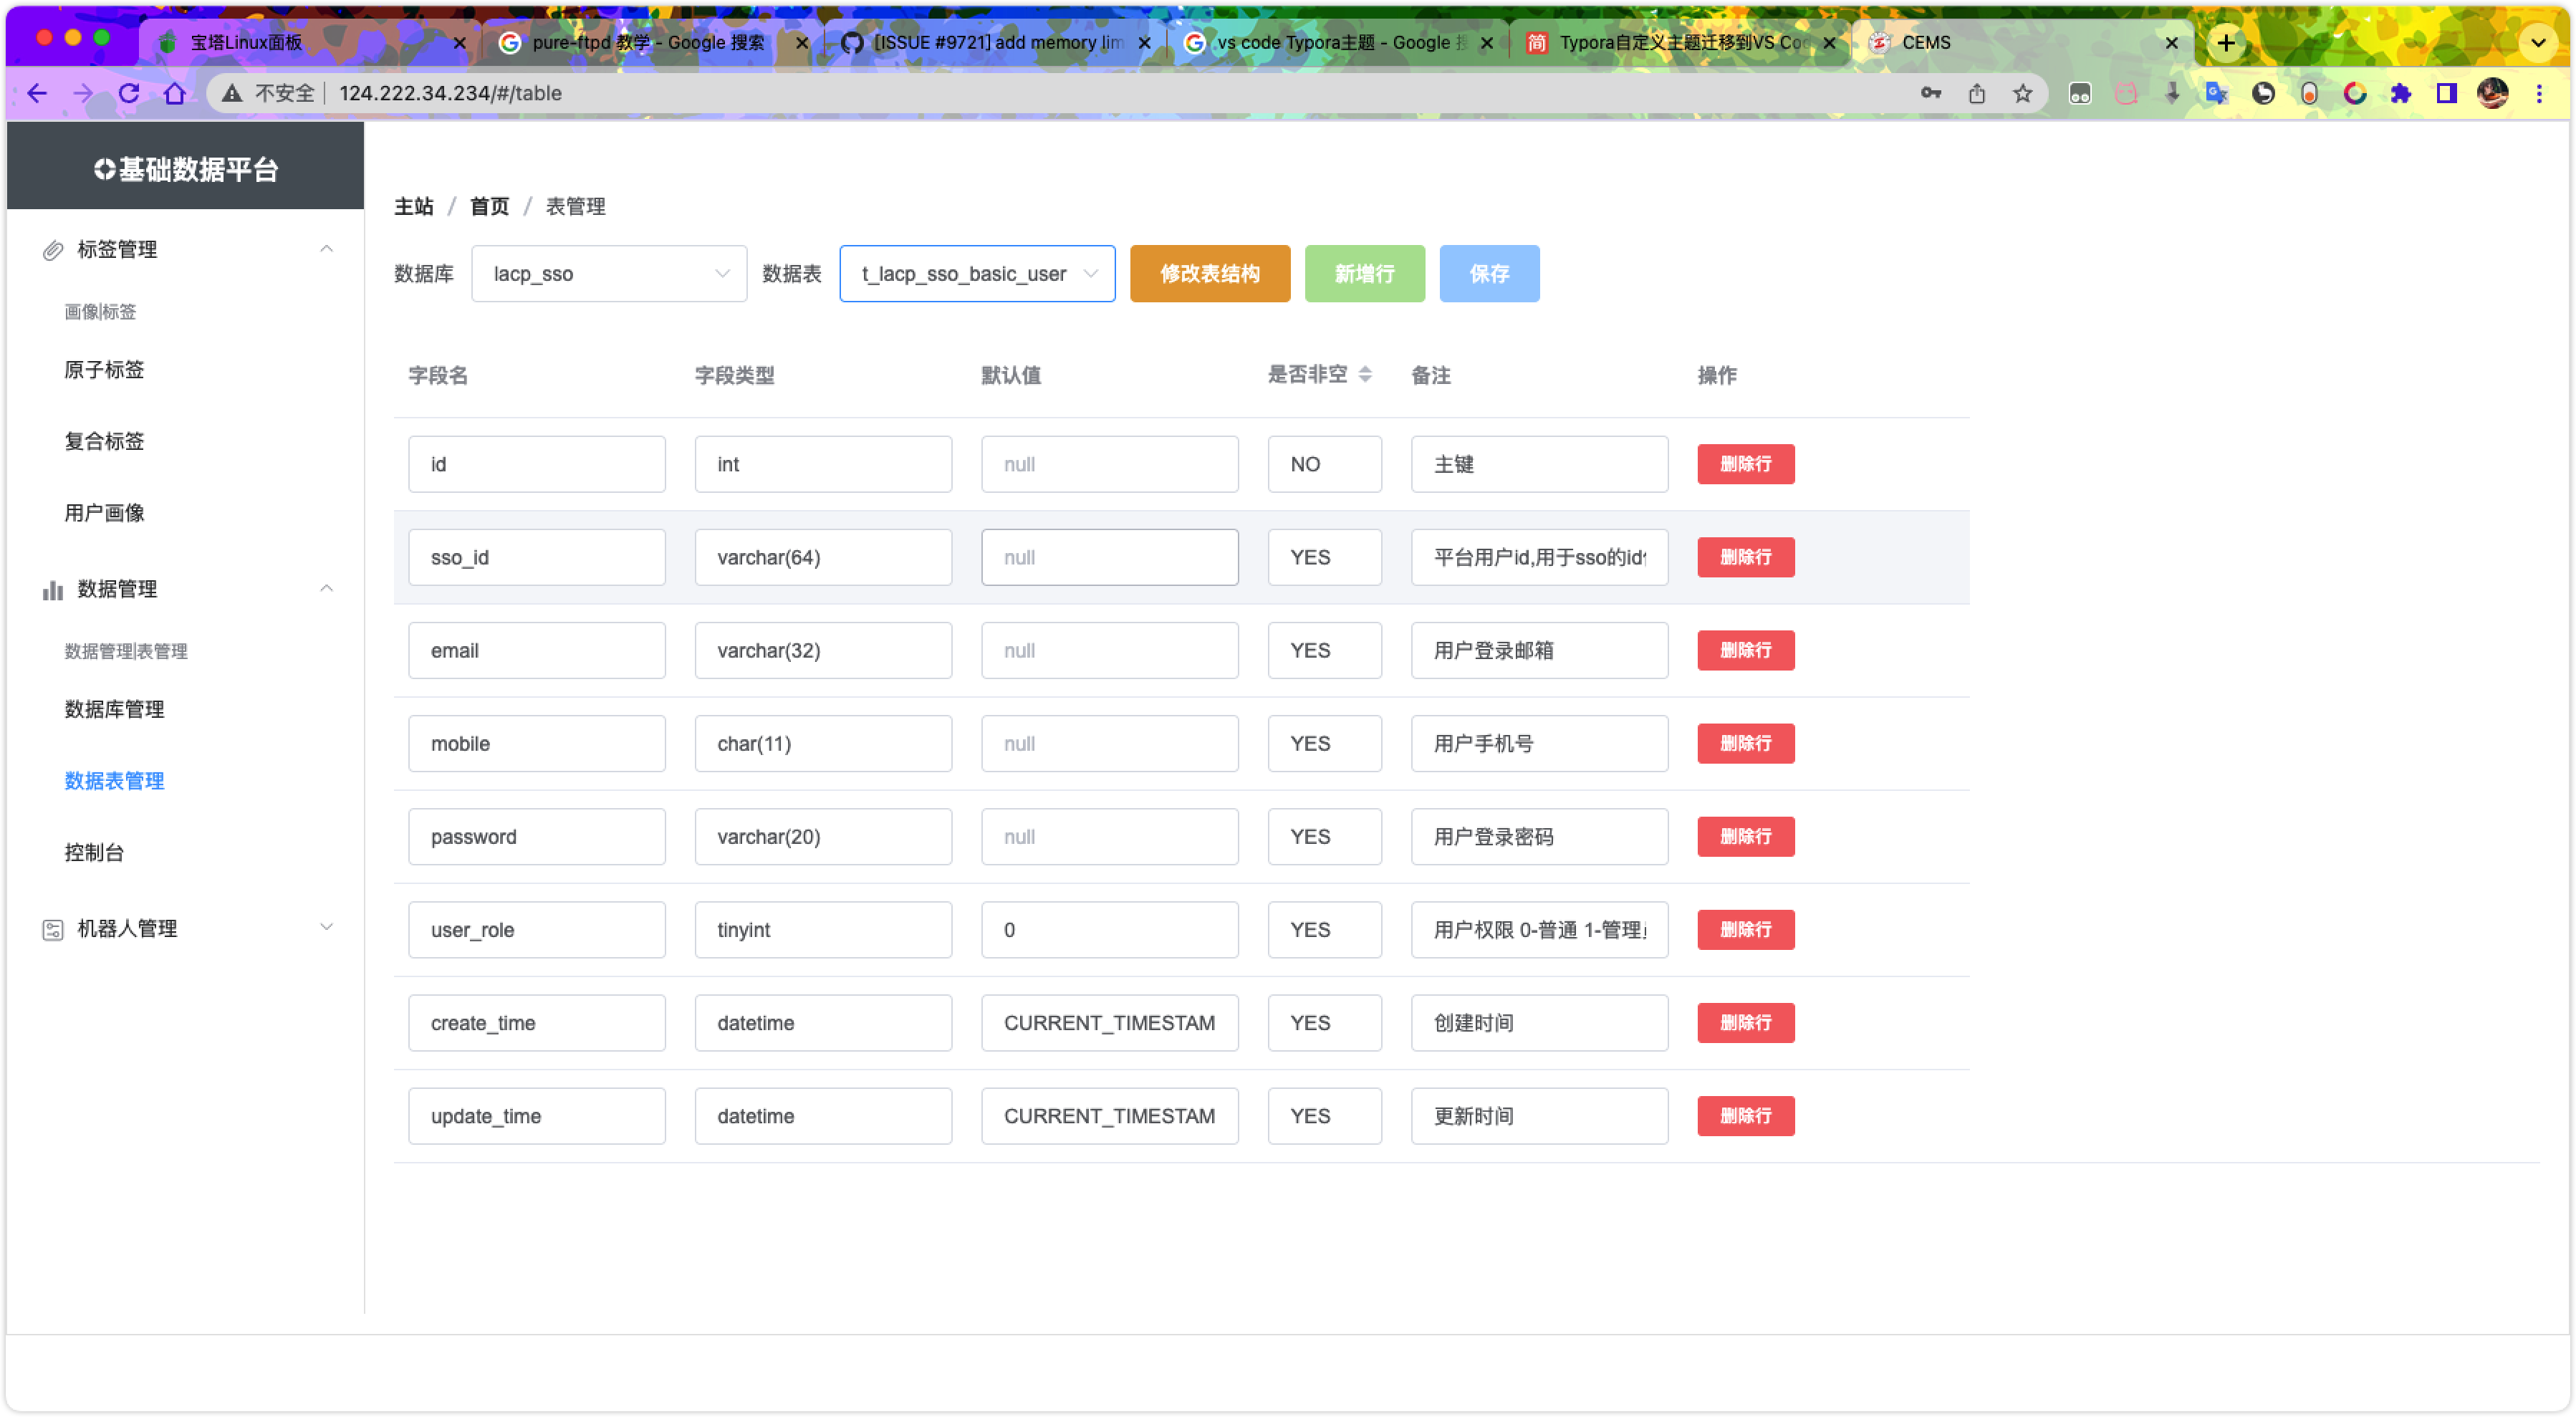 宝塔Linux面板
pure-ftpd 教学 - Google 搜索
[ISSUE #9721] add memory lim
vs code Typora主题 - Google
简 Typora自定义主题迁移到VS Co
CEMS
不安全 124.222.34.234/#/table
基础数据平台
标签管理
画像|标签
原子标签
复合标签
用户画像
数据管理
数据管理|表管理
数据库管理
数据表管理
控制台
机器人管理
主站 / 首页 / 表管理
数据库 lacp_sso 数据表 t_lacp_sso_basic_user 修改表结构 新增行 保存
字段名 字段类型 默认值 是否非空 备注 操作
id int null NO 主键 删除行
sso_id varchar(64) null YES 平台用户id,用于sso的id 删除行
email varchar(32) null YES 用户登录邮箱 删除行
mobile char(11) null YES 用户手机号 删除行
password varchar(20) null YES 用户登录密码 删除行
user_role tinyint 0 YES 用户权限 0-普通 1-管理 删除行
create_time datetime CURRENT_TIMESTAM YES 创建时间 删除行
update_time datetime CURRENT_TIMESTAM YES 更新时间 删除行